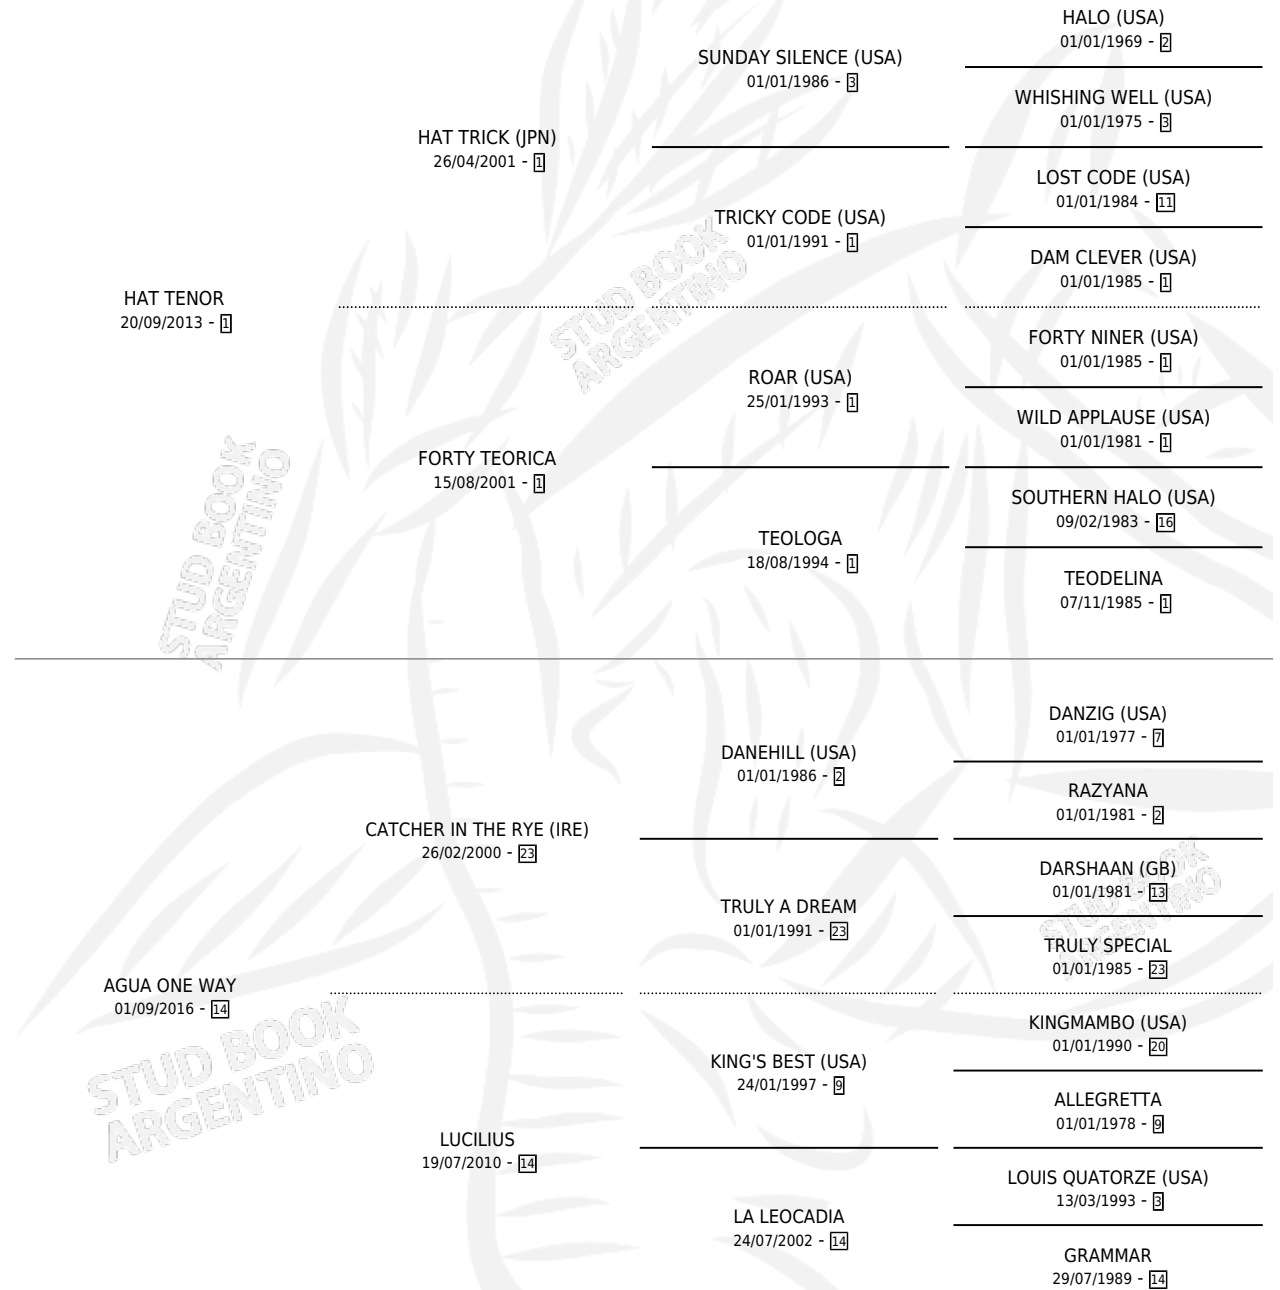 HALO (USA)
01/01/1969 - 2
SUNDAY SILENCE (USA)
01/01/1986 - 3
WHISHING WELL (USA)
01/01/1975 - 3
HAT TRICK (JPN)
26/04/2001 - 1
LOST CODE (USA)
01/01/1984 - 11
TRICKY CODE (USA)
01/01/1991 - 1
DAM CLEVER (USA)
01/01/1985 - 1
HAT TENOR
20/09/2013 - 1
STUD BOOK
ARGENTINO
FORTY NINER (USA)
01/01/1985 - 1
ROAR (USA)
25/01/1993 - 1
WILD APPLAUSE (USA)
01/01/1981 - 1
FORTY TEORICA
15/08/2001 - 1
SOUTHERN HALO (USA)
09/02/1983 - 16
TEOLOGA
18/08/1994 - 1
TEODELINA
07/11/1985 - 1
STUD BOOK
ARGENTINO
DANZIG (USA)
01/01/1977 - 7
DANEHILL (USA)
01/01/1986 - 2
RAZYANA
01/01/1981 - 2
CATCHER IN THE RYE (IRE)
26/02/2000 - 23
DARSHAAN (GB)
01/01/1981 - 13
TRULY A DREAM
01/01/1991 - 23
TRULY SPECIAL
01/01/1985 - 23
STUD BOOK
ARGENTINO
AGUA ONE WAY
01/09/2016 - 14
KINGMAMBO (USA)
01/01/1990 - 20
KING'S BEST (USA)
24/01/1997 - 9
ALLEGRETTA
01/01/1978 - 9
STUD BOOK
ARGENTINO
LUCILIUS
19/07/2010 - 14
LOUIS QUATORZE (USA)
13/03/1993 - 3
LA LEOCADIA
24/07/2002 - 14
GRAMMAR
29/07/1989 - 14